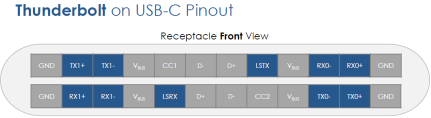 Thunderbolt on USB-C Pinout
Receptacle Front View
GND TX1+ TX1- VBUS CC1 D- D+ LSTX VBUS RX0- RX0+ GND
GND RX1+ RX1- VBUS LSRX D+ D- CC2 VBUS TX0- TX0+ GND